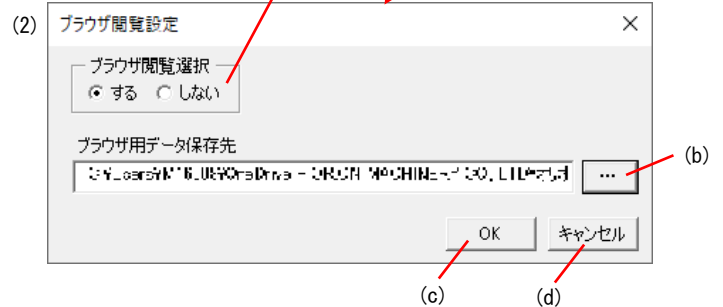 (2)
ブラウザ閲覧設定
ブラウザ閲覧選択
する しない
ブラウザ用データ保存先
...
(b)
OK キャンセル
(c) (d)